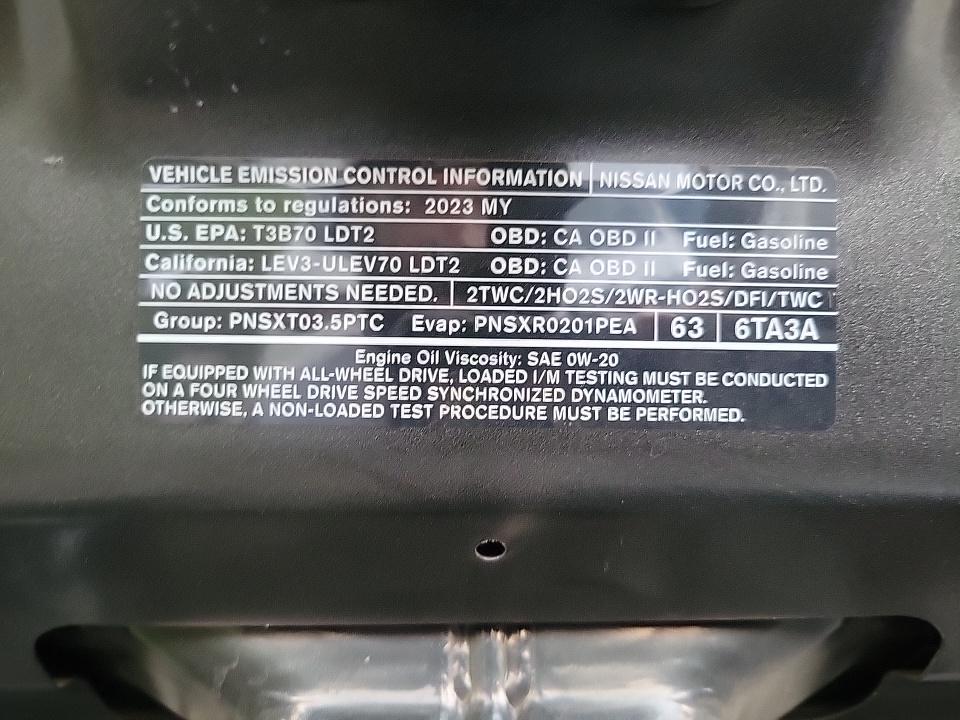 VEHICLE EMISSION CONTROL INFORMATION NISSAN MOTOR CO., LTD.
Conforms to regulations: 2023 MY
U.S. EPA: T3B70 LDT2 OBD: CA OBD II Fuel: Gasoline
California: LEV3-ULEV70 LDT2 OBD: CA OBD II Fuel: Gasoline
NO ADJUSTMENTS NEEDED. 2TWC/2HO2S/2WR-HO2S/DFI/TWC
Group: PNSXT03.5PTC Evap: PNSXR0201PEA 63 6TA3A
Engine Oil Viscosity: SAE 0W-20
IF EQUIPPED WITH ALL-WHEEL DRIVE, LOADED I/M TESTING MUST BE CONDUCTED
ON A FOUR WHEEL DRIVE SPEED SYNCHRONIZED DYNAMOMETER.
OTHERWISE, A NON-LOADED TEST PROCEDURE MUST BE PERFORMED.